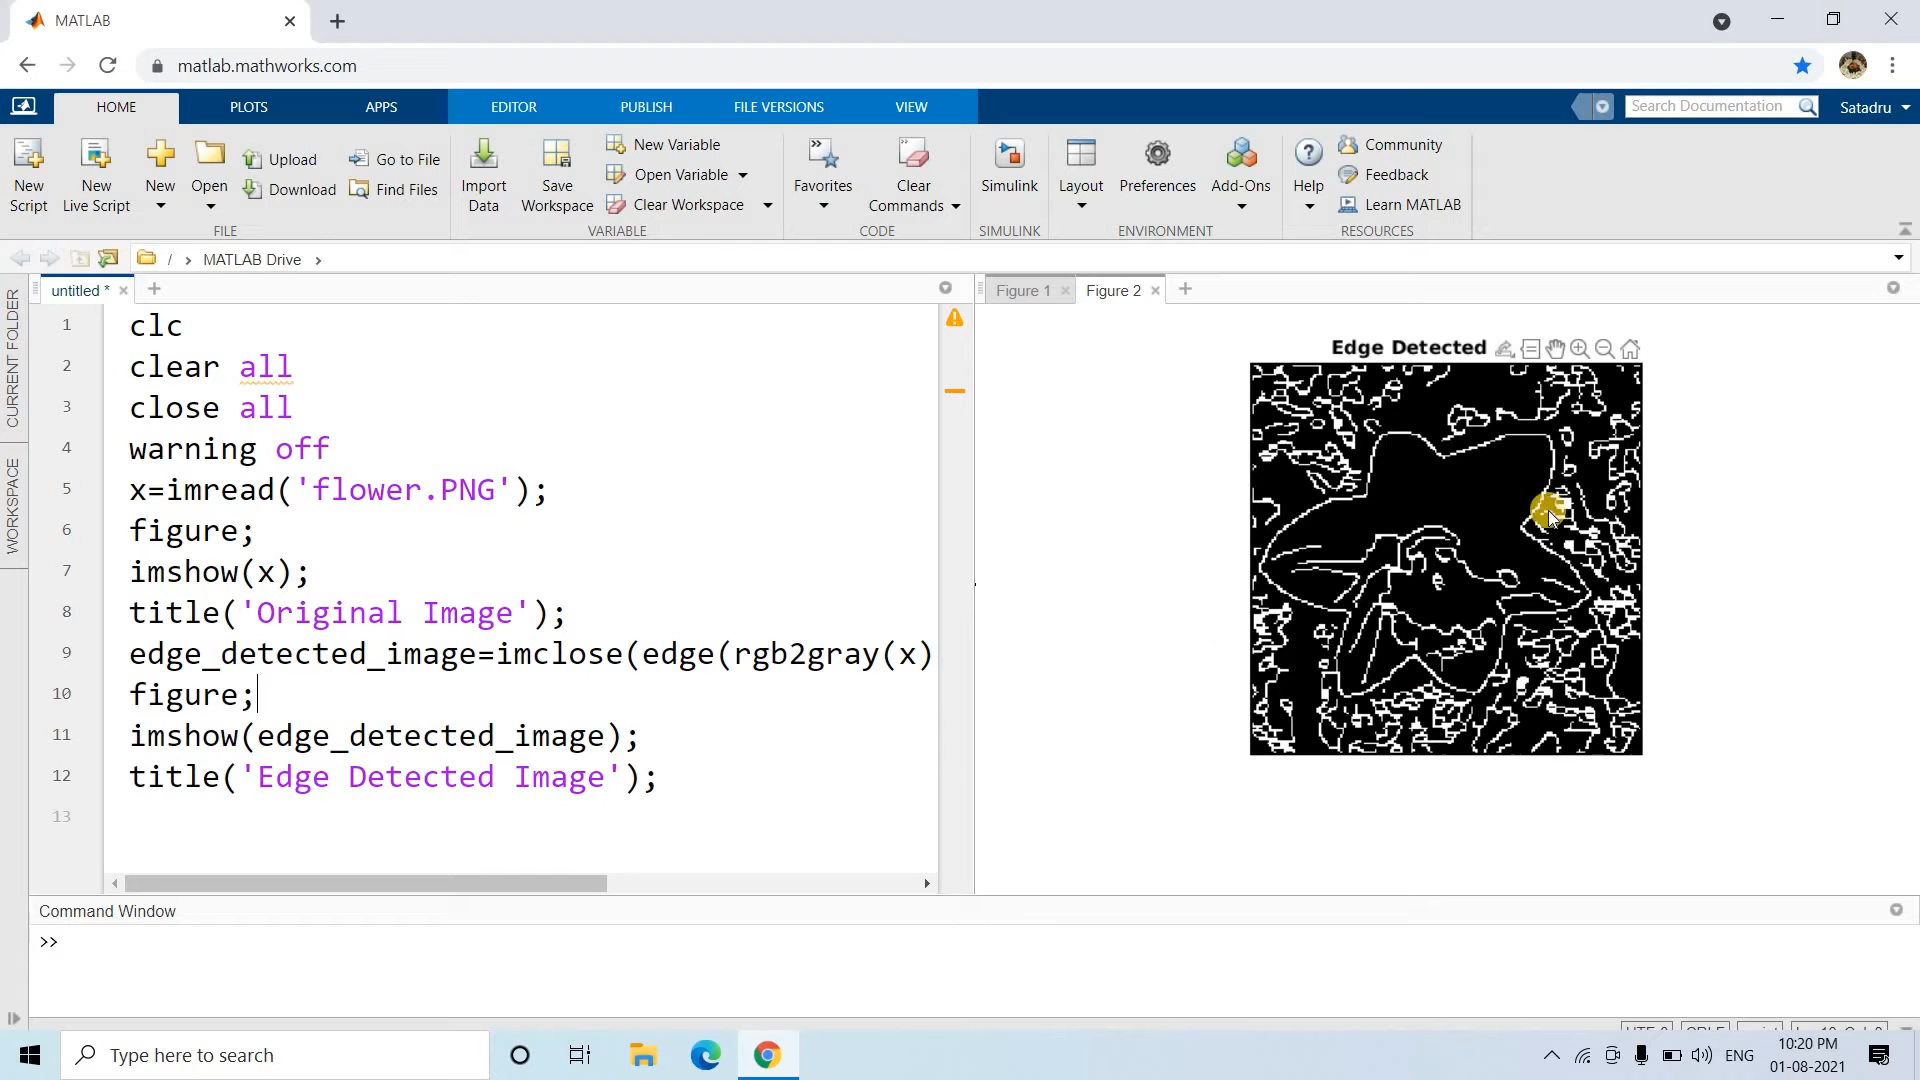 MATLAB
matlab.mathworks.com
HOME
PLOTS
APPS
EDITOR
PUBLISH
FILE VERSIONS
VIEW
Search Documentation
Satadru
New Script
New Live Script
New
Open
Upload
Download
Go to File
Find Files
FILE
Import Data
Save Workspace
New Variable
Open Variable
Clear Workspace
VARIABLE
Favorites
Clear Commands
CODE
Simulink
SIMULINK
Layout
Preferences
Add-Ons
ENVIRONMENT
Help
Community
Feedback
Learn MATLAB
RESOURCES
/ > MATLAB Drive >
CURRENT FOLDER
WORKSPACE
untitled *
1 clc
2 clear all
3 close all
4 warning off
5 x=imread('flower.PNG');
6 figure;
7 imshow(x);
8 title('Original Image');
9 edge_detected_image=imclose(edge(rgb2gray(x)
10 figure;
11 imshow(edge_detected_image);
12 title('Edge Detected Image');
13
Figure 1
Figure 2
Edge Detected
Command Window
>>
Type here to search
ENG
10:20 PM
01-08-2021